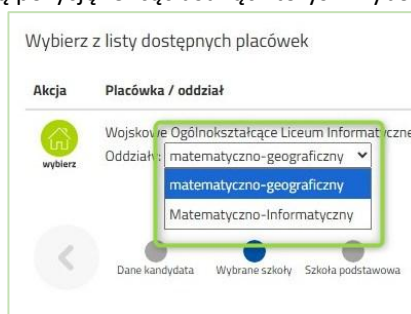 Wybierz z listy dostępnych placówek
Akcja Placówka / oddział
Wojskowe Ogólnokształcące Liceum Informatyczne
wybierz Oddziały: matematyczno-geograficzny
matematyczno-geograficzny
Matematyczno-Informatyczny
Dane kandydata Wybrane szkoły Szkoła podstawowa